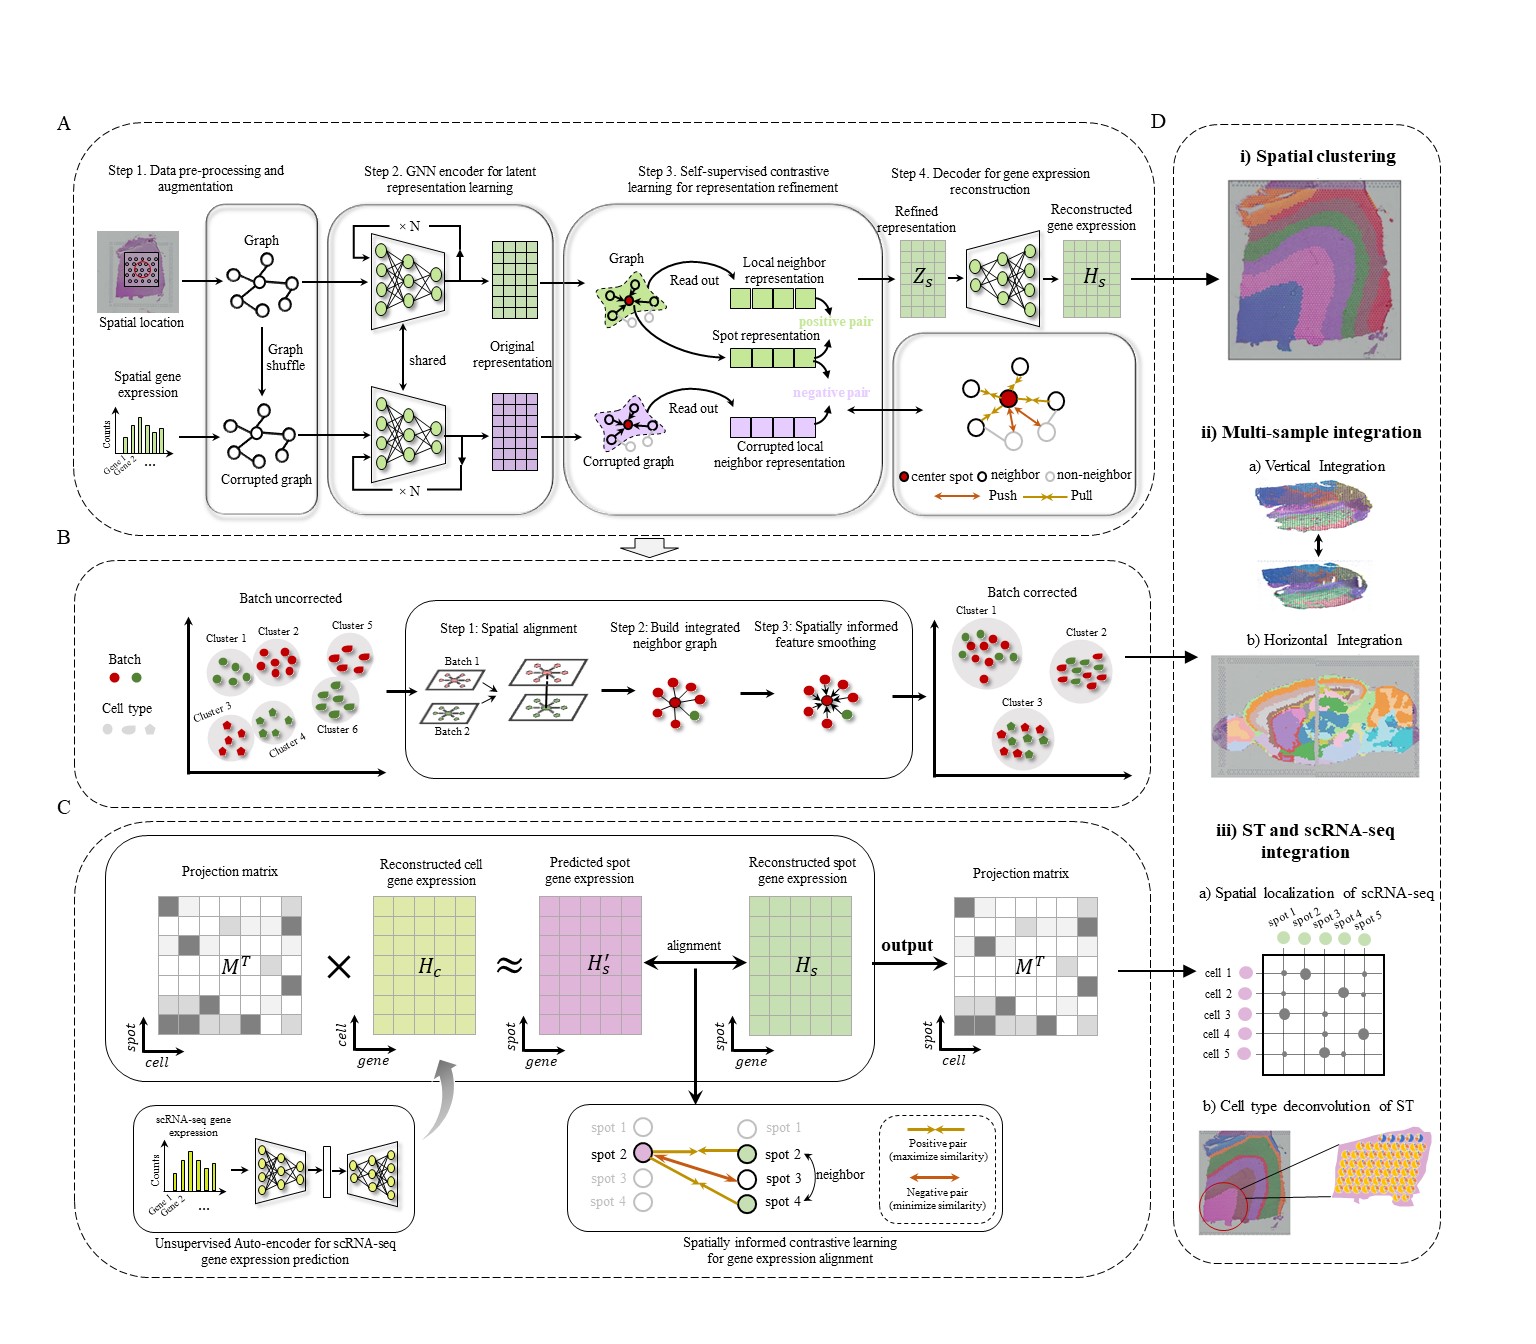 A
Step 1. Data pre-processing and
augmentation
Step 2. GNN encoder for latent
representation learning
Step 3. Self-supervised contrastive
learning for representation refinement
Step 4. Decoder for gene expression
reconstruction
Spatial location
Spatial gene
expression
Counts
Gene 1
Gene 2
...
Graph
Graph
shuffle
Corrupted graph
× N
shared
× N
Original
representation
Graph
Read out
Local neighbor
representation
positive pair
Spot representation
negative pair
Read out
Corrupted graph
Corrupted local
neighbor representation
Refined
representation
Zs
Reconstructed
gene expression
Hs
center spot
neighbor
non-neighbor
Push
Pull
B
Batch
Cell type
Batch uncorrected
Cluster 1
Cluster 2
Cluster 5
Cluster 3
Cluster 4
Cluster 6
Step 1: Spatial alignment
Batch 1
Batch 2
Step 2: Build integrated
neighbor graph
Step 3: Spatially informed
feature smoothing
Batch corrected
Cluster 1
Cluster 2
Cluster 3
C
Projection matrix
M^T
spot
cell
×
Reconstructed cell
gene expression
Hc
cell
gene
≈
Predicted spot
gene expression
H′s
spot
gene
alignment
Reconstructed spot
gene expression
Hs
spot
gene
output
Projection matrix
M^T
spot
cell
scRNA-seq gene
expression
Counts
Gene 1
Gene 2
...
Unsupervised Auto-encoder for scRNA-seq
gene expression prediction
spot 1
spot 2
spot 3
spot 4
spot 1
spot 2
spot 3
spot 4
neighbor
Positive pair
(maximize similarity)
Negative pair
(minimize similarity)
Spatially informed contrastive learning
for gene expression alignment
D
i) Spatial clustering
ii) Multi-sample integration
a) Vertical Integration
b) Horizontal Integration
iii) ST and scRNA-seq
integration
a) Spatial localization of scRNA-seq
spot 1
spot 2
spot 3
spot 4
spot 5
cell 1
cell 2
cell 3
cell 4
cell 5
b) Cell type deconvolution of ST